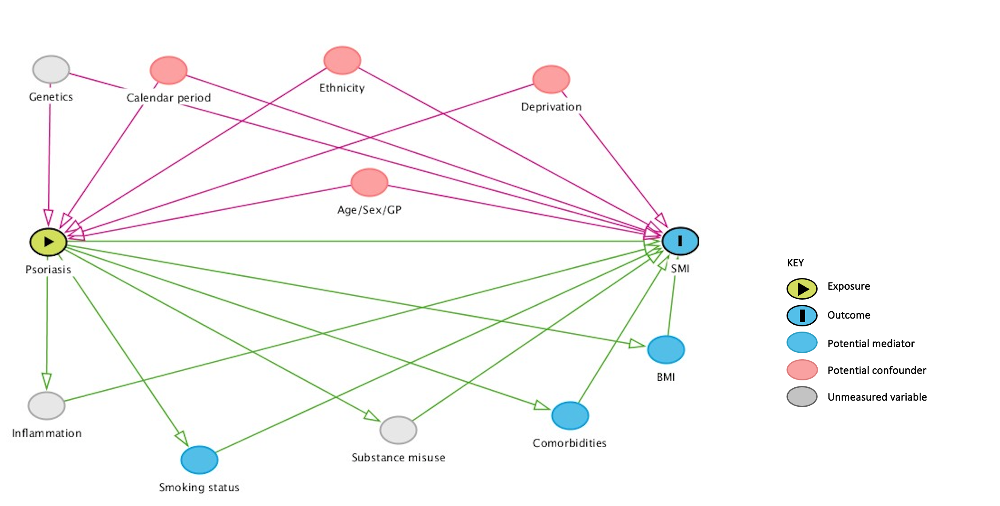 Genetics
Calendar period
Ethnicity
Deprivation
Age/Sex/GP
Psoriasis
SMI
BMI
Inflammation
Comorbidities
Substance misuse
Smoking status
KEY
Exposure
Outcome
Potential mediator
Potential confounder
Unmeasured variable